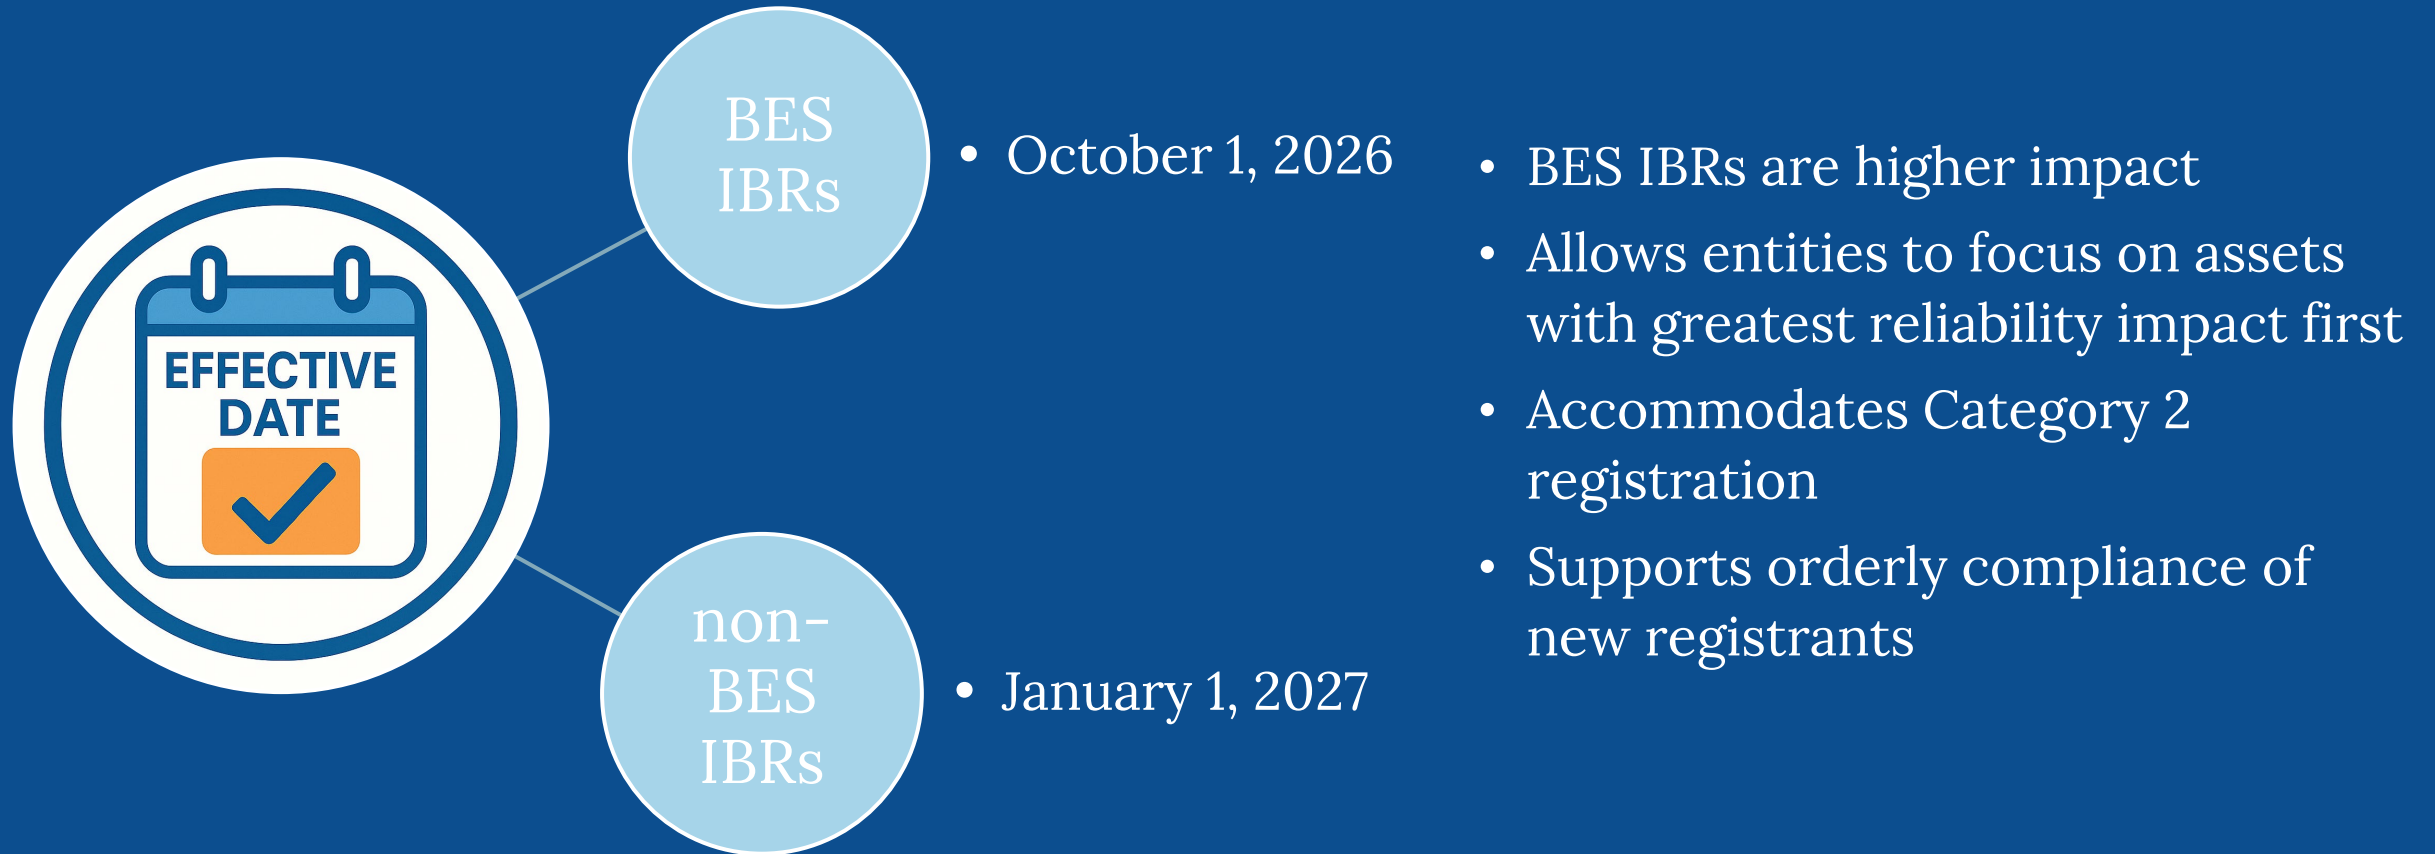 EFFECTIVE
DATE
BES
IBRs
• October 1, 2026
non-
BES
IBRs
• January 1, 2027
• BES IBRs are higher impact
• Allows entities to focus on assets
with greatest reliability impact first
• Accommodates Category 2
registration
• Supports orderly compliance of
new registrants